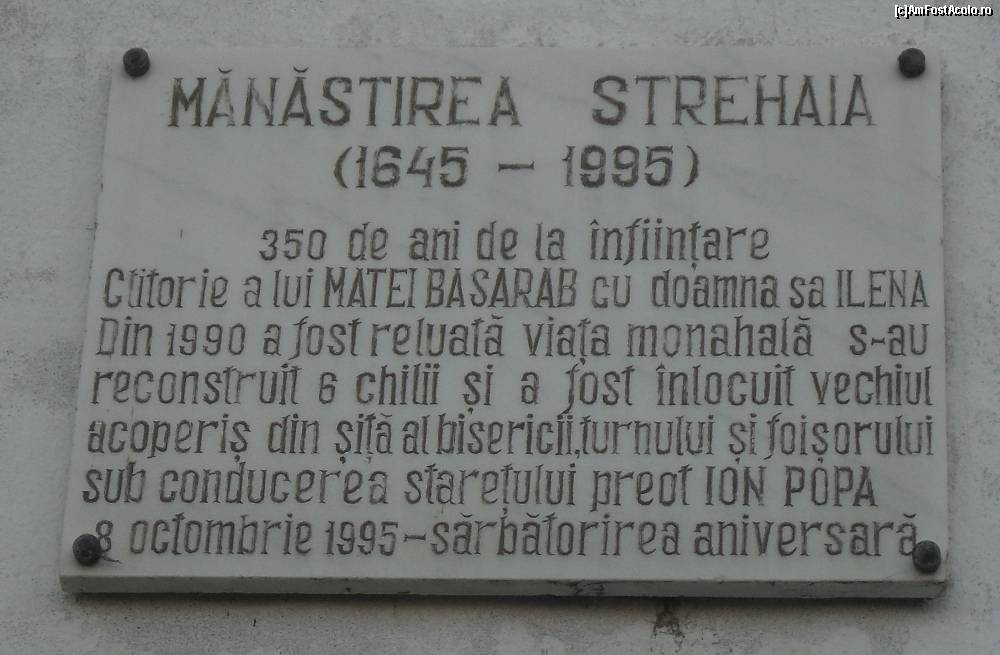 [c]AmFostAcolo.ro
MĂNĂSTIREA STREHAIA
(1645 - 1995)
350 de ani de la înființare
Ctitorie a lui MATEI BASARAB cu doamna sa ILENA
Din 1990 a fost reluată viața monahală s-au
reconstruit 6 chilii și a fost înlocuit vechiul
acoperiș din șiță al bisericii, turnului și foișorului
sub conducerea starețului preot ION POPA
8 octombrie 1995-sărbătorirea aniversară